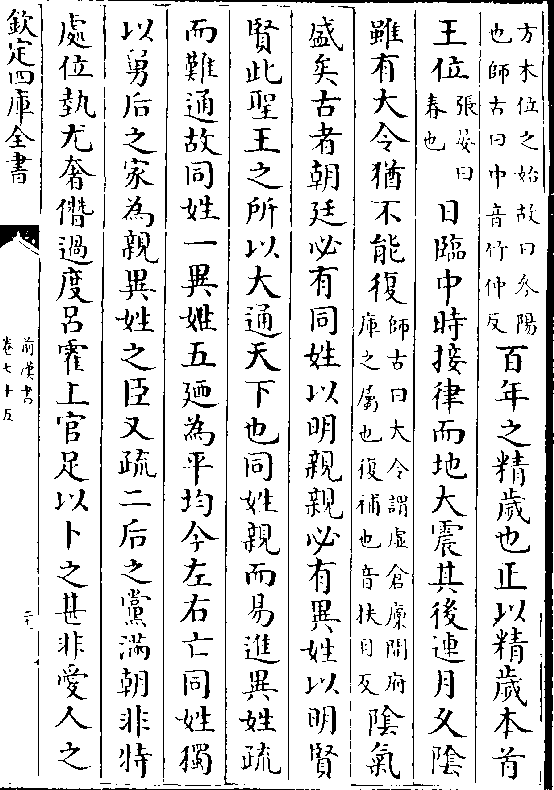 方木位之始故曰參陽
也師古曰中音竹仲反
百年之精歲也正以精歲本首
王位
張晏曰
春也
日臨中時接律而地大震其後連月久陰
雖有大令猶不能復
師古曰大令謂虛倉廩開府
庫之屬也復補也音扶目反
陰氣
盛矣古者朝廷必有同姓以明親親必有異姓以明賢
賢此聖王之所以大通天下也同姓親而易進異姓疏
而難通故同姓一異姓五廼為平均今左右亡同姓獨
以舅后之家為親異姓之臣又疏二后之黨滿朝非特
處位埶尤奢僭過度呂霍上官足以卜之甚非愛人之
欽定四庫全書
前漢書
卷七十五